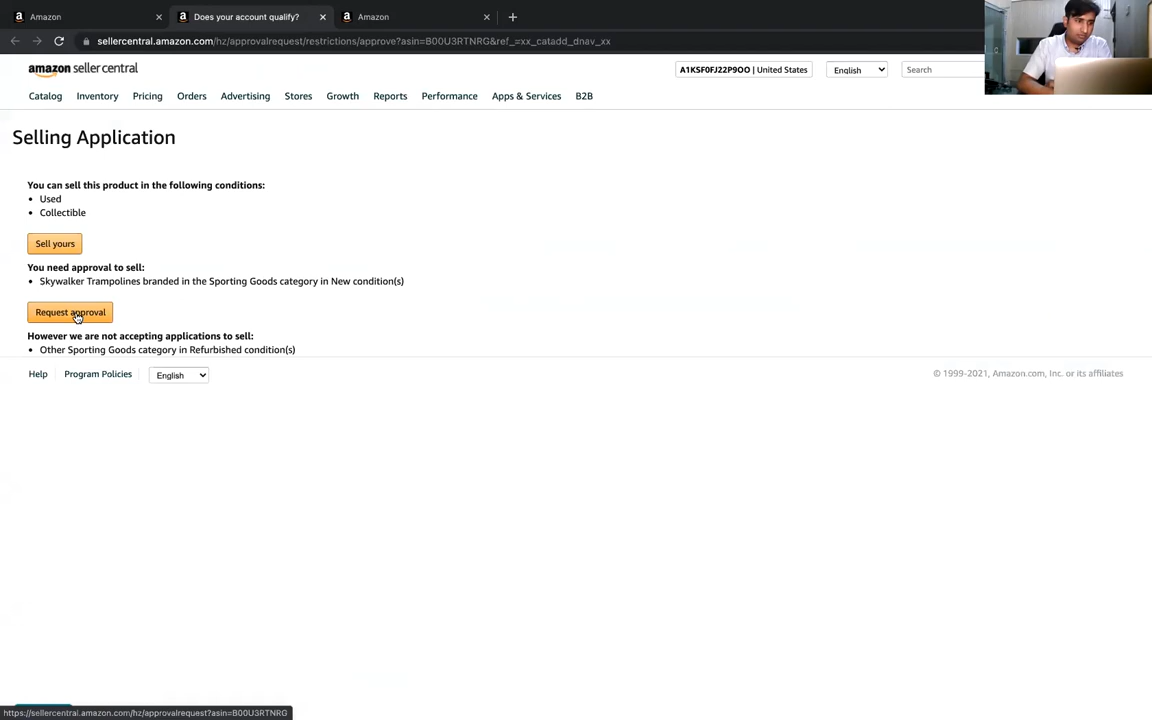 Amazon
Does your account qualify?
Amazon
sellercentral.amazon.com/hz/approvalrequest/restrictions/approve?asin=B00U3RTNRG&ref_=xx_catadd_dnav_xx
amazon seller central
A1KSF0FJ22P9OO | United States
English
Search
Catalog Inventory Pricing Orders Advertising Stores Growth Reports Performance Apps & Services B2B
Selling Application
You can sell this product in the following conditions:
• Used
• Collectible
Sell yours
You need approval to sell:
• Skywalker Trampolines branded in the Sporting Goods category in New condition(s)
Request approval
However we are not accepting applications to sell:
• Other Sporting Goods category in Refurbished condition(s)
Help Program Policies English © 1999-2021, Amazon.com, Inc. or its affiliates
https://sellercentral.amazon.com/hz/approvalrequest?asin=B00U3RTNRG